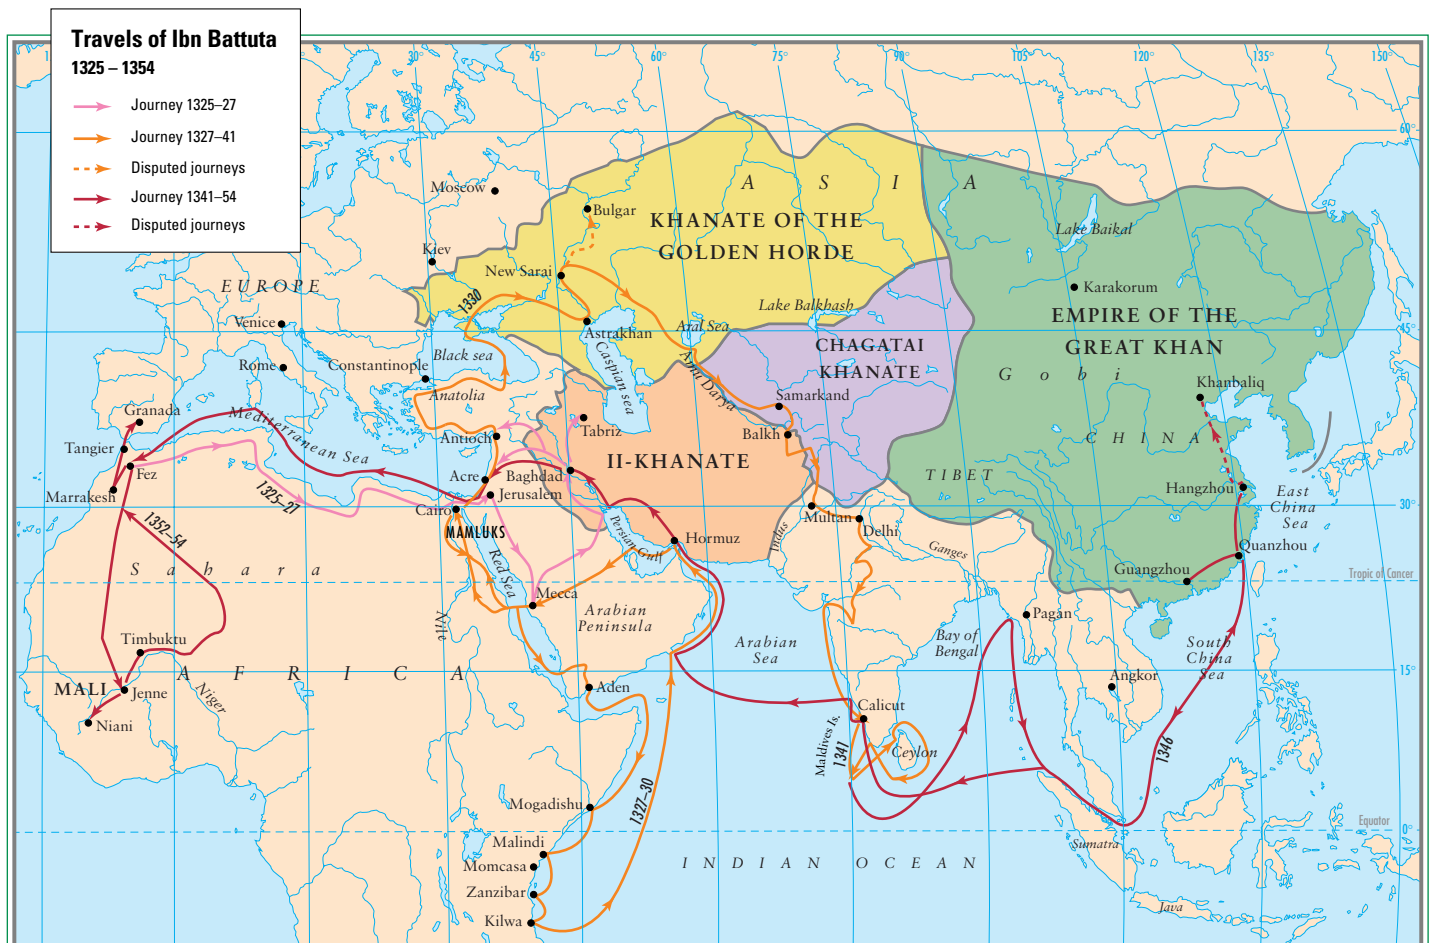 Travels of Ibn Battuta
1325 – 1354
Journey 1325–27
Journey 1327–41
Disputed journeys
Journey 1341–54
Disputed journeys
30°
45°
60°
75°
90°
105°
120°
135°
150°
60°
Moscow
Bulgar
A S I A
KHANATE OF THE
GOLDEN HORDE
Lake Baikal
Kiev
New Sarai
EUROPE
1330
Karakorum
Lake Balkhash
EMPIRE OF THE
GREAT KHAN
Venice
Astrakhan
Aral Sea
45°
CHAGATAI
KHANATE
Black sea
Caspian sea
Rome
Constantinople
Amu Darya
Gobi
Khanbaliq
Anatolia
Samarkand
Granada
Mediterranean Sea
Tabriz
Antioch
Balkh
CHINA
Tangier
Fez
II-KHANATE
TIBET
Acre
Baghdad
Jerusalem
Marrakesh
1325-27
Hangzhou
East
China
Sea
Cairo
30°
MAMLUKS
Persian Gulf
Hormuz
Indus
Multan
Delhi
1352–54
Ganges
Quanzhou
Sahara
Red Sea
Guangzhou
Tropic of Cancer
Mecca
Nile
Arabian
Peninsula
Pagan
Timbuktu
Arabian
Sea
Bay of
Bengal
South
China
Sea
AFRICA
15°
MALI
Jenne
Niger
Aden
Angkor
Niani
Calicut
Maldives Is.
1341
Ceylon
1346
Mogadishu
1327–30
Equator
0°
Malindi
Sumatra
Momcasa
INDIAN OCEAN
Zanzibar
Java
Kilwa